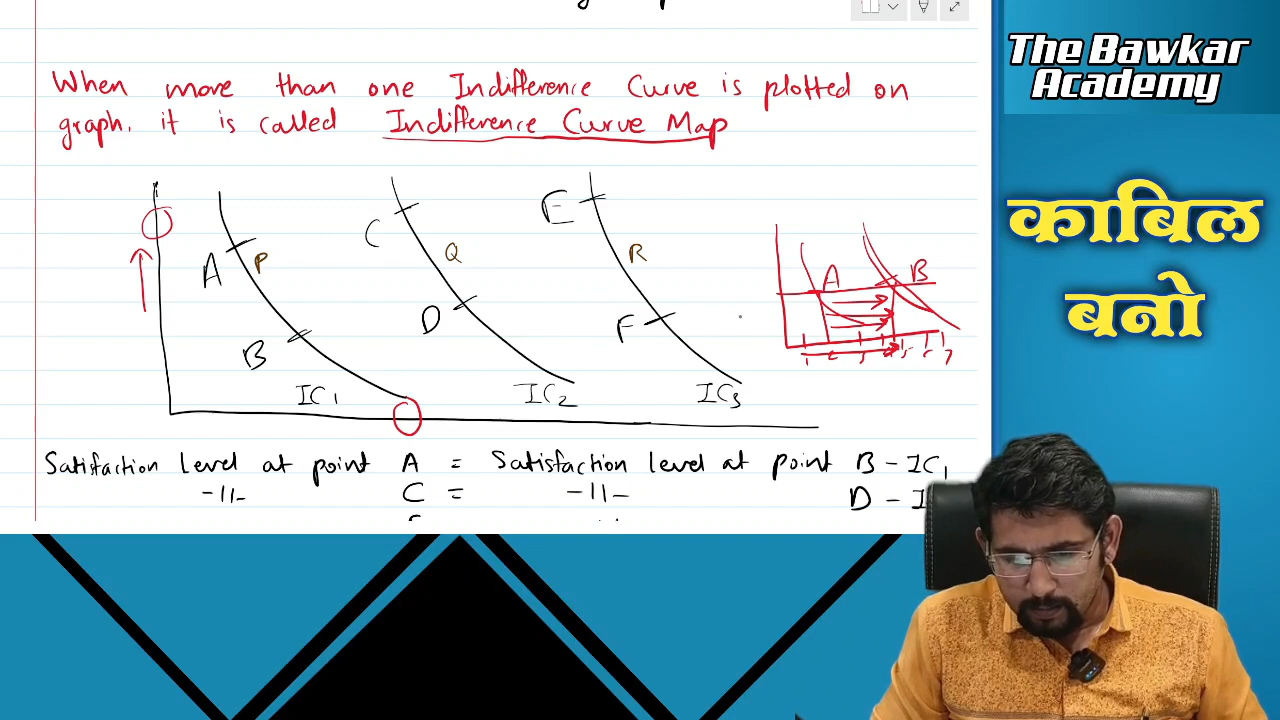 The Bawkar
Academy
काबिल
बनो
When more than one Indifference Curve is plotted on
graph, it is called Indifference Curve Map
A
P
B
IC1
C
Q
D
IC2
E
R
F
IC3
A
B
Satisfaction level at point A = Satisfaction level at point B - IC1
-11- C = -11- D - I